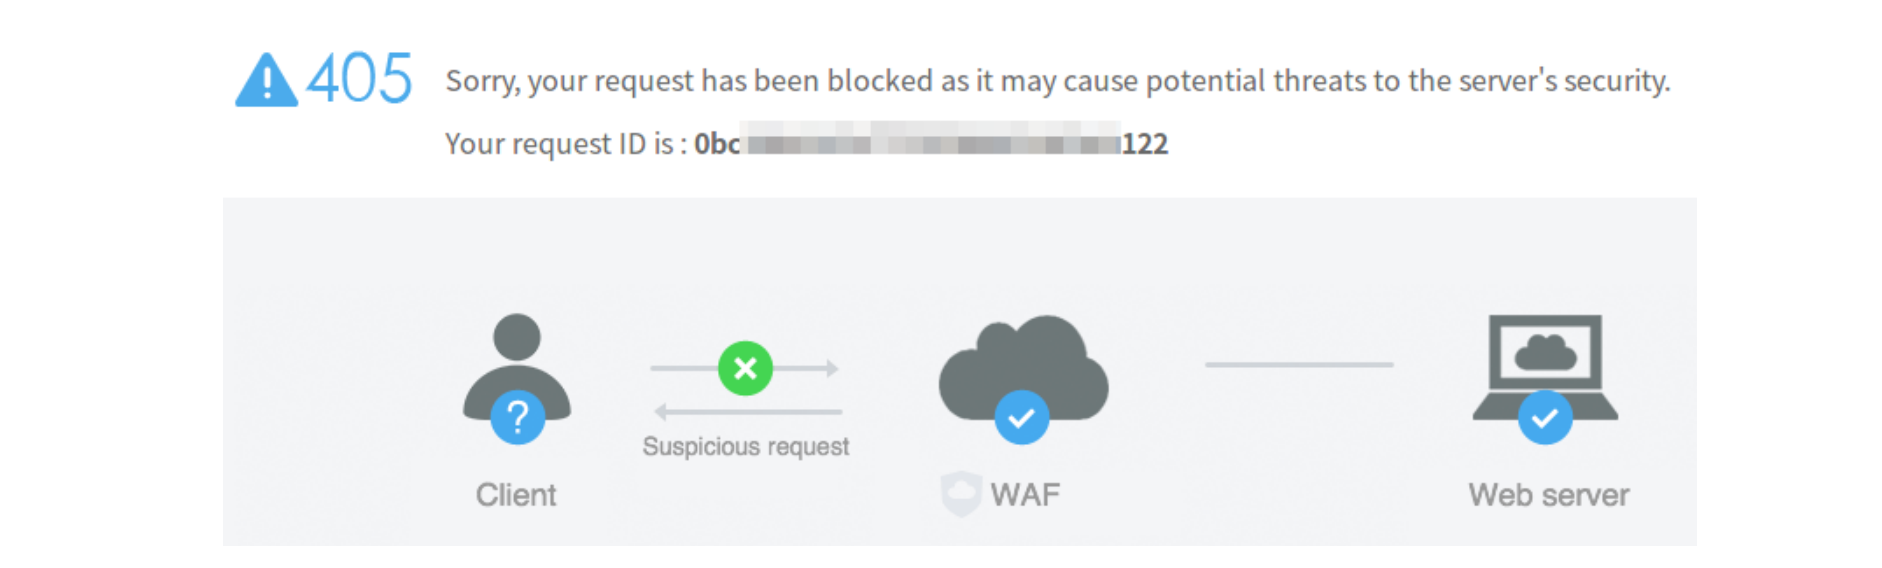 405 Sorry, your request has been blocked as it may cause potential threats to the server's security.
Your request ID is : 0bc 122
Suspicious request
Client
WAF
Web server